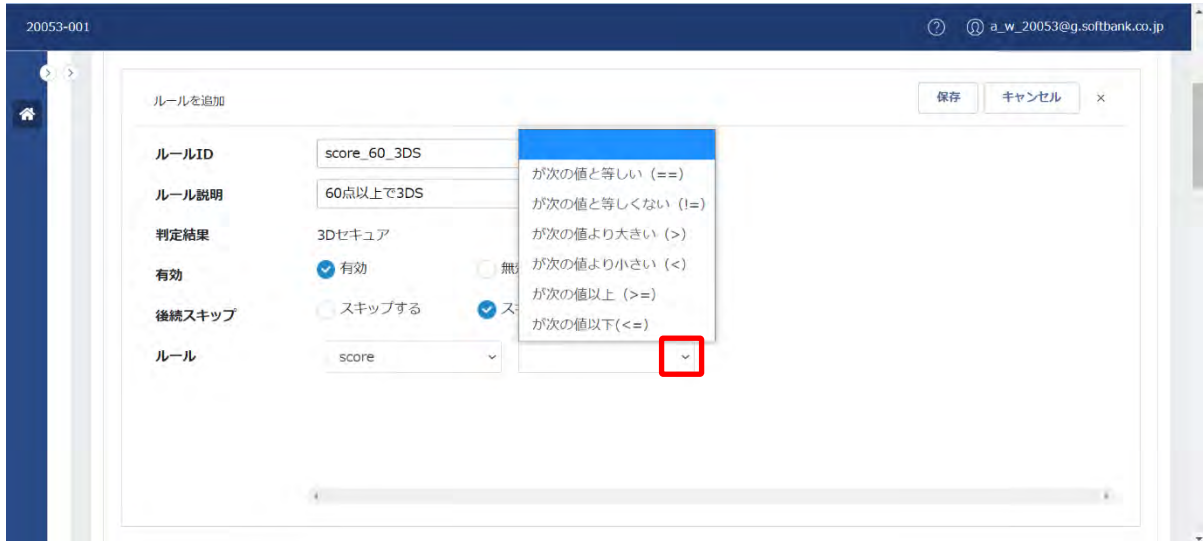 20053-001
a_w_20053@g.softbank.co.jp
ルールを追加
保存 キャンセル ×
ルールID score_60_3DS
ルール説明 60点以上で3DS
判定結果 3Dセキュア
有効 有効
後続スキップ スキップする
ルール score
が次の値と等しい (==)
が次の値と等しくない (!=)
が次の値より大きい (>)
が次の値より小さい (<)
が次の値以上 (>=)
が次の値以下(<=)